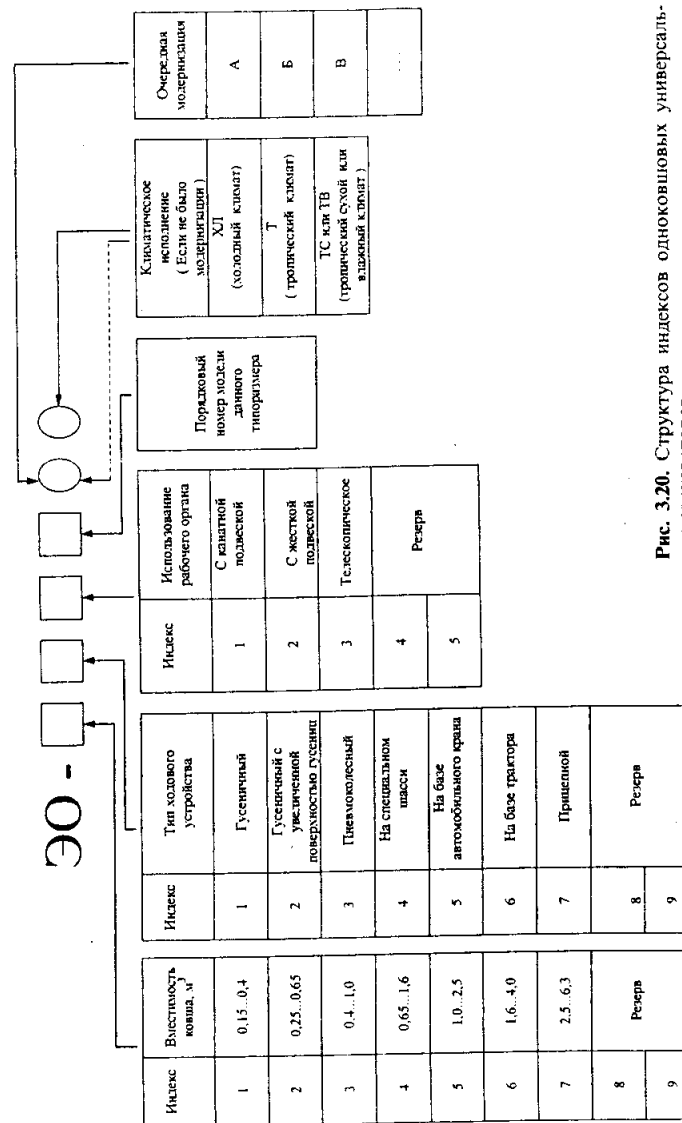 ЭО -
Индекс
Вместимость
ковша, м³
1
0,15...0,4
2
0,25...0,65
3
0,4...1,0
4
0,65...1,6
5
1,0...2,5
6
1,6...4,0
7
2,5...6,3
8
9
Резерв
Индекс
Тип ходового
устройства
1
Гусеничный
2
Гусеничный с
увеличенной
поверхностью гусениц
3
Пневмоколесный
4
На специальном
шасси
5
На базе
автомобильного крана
6
На базе трактора
7
Прицепной
8
9
Резерв
Индекс
Использование
рабочего органа
1
С канатной
подвеской
2
С жесткой
подвеской
3
Телескопическое
4
5
Резерв
Порядковый
номер модели
данного
типоразмера
Климатическое
исполнение
( Если не было
модернизации )
ХЛ
(холодный климат)
Т
( тропический климат)
ТС или ТВ
(тропический сухой или
влажный климат )
Очередная
модернизация
А
Б
В
. . .
Рис. 3.20. Структура индексов одноковшовых универсаль-